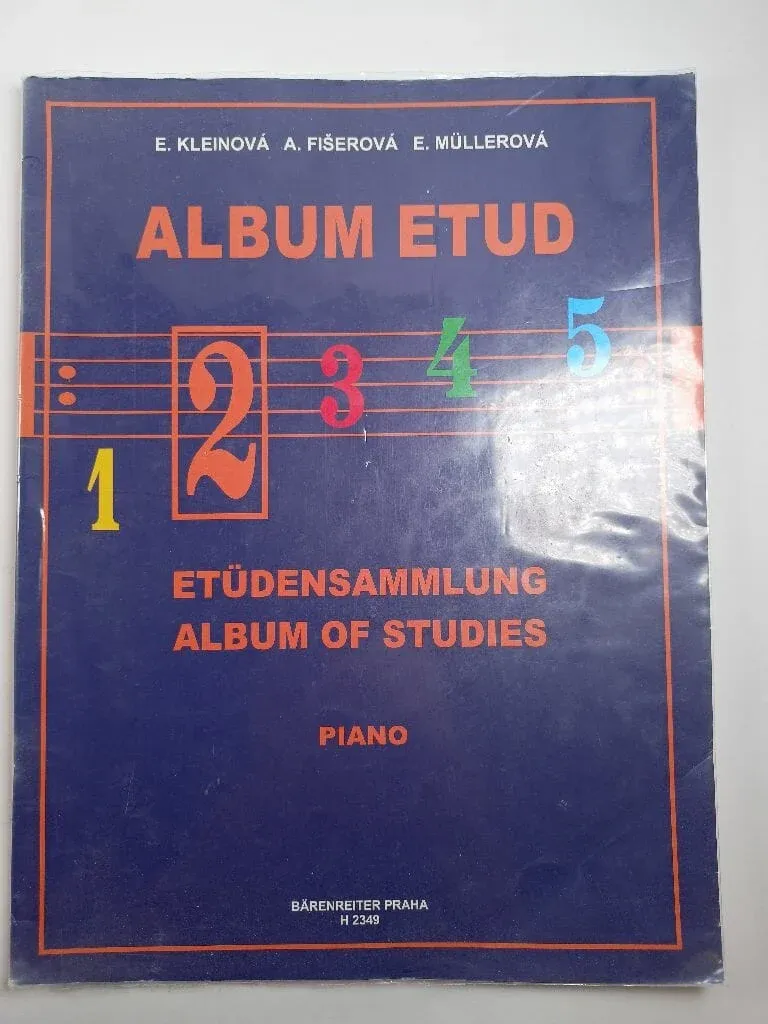 E. KLEINOVÁ A. FIŠEROVÁ E. MÜLLEROVÁ
ALBUM ETUD
1 2 3 4 5
ETÜDENSAMMLUNG
ALBUM OF STUDIES
PIANO
BÄRENREITER PRAHA
H 2349